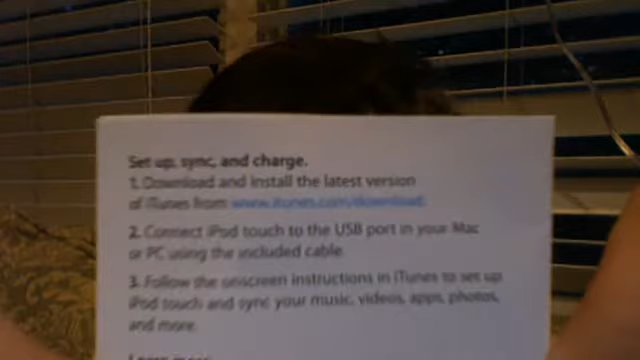 Set up, sync, and charge.
1. Download and install the latest version
of iTunes from www.itunes.com/download.
2. Connect iPod touch to the USB port in your Mac
or PC using the included cable.
3. Follow the onscreen instructions in iTunes to set up
iPod touch and sync your music, videos, apps, photos,
and more.
Learn more.